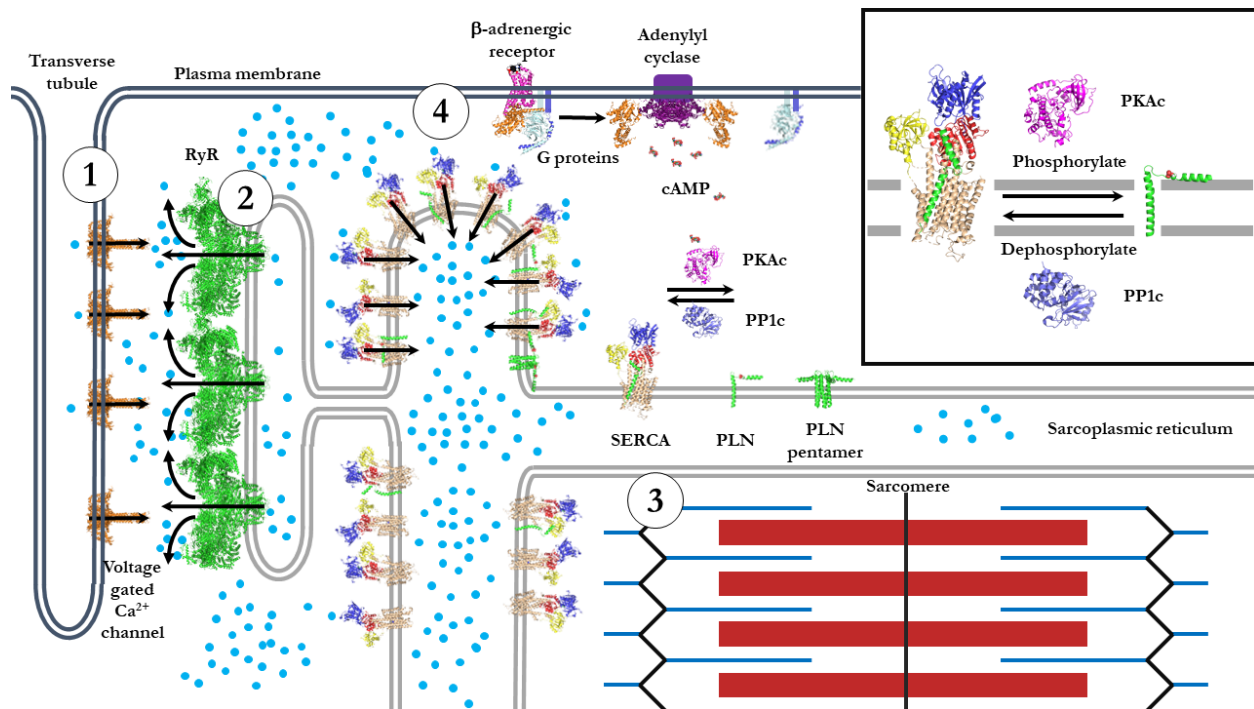 Transverse
tubule
Plasma membrane
β-adrenergic
receptor
Adenylyl
cyclase
4
1
RyR
2
G proteins
cAMP
PKAc
PP1c
PKAc
Phosphorylate
Dephosphorylate
PP1c
SERCA
PLN
PLN
pentamer
Sarcoplasmic reticulum
3
Sarcomere
Voltage
gated
Ca²⁺
channel